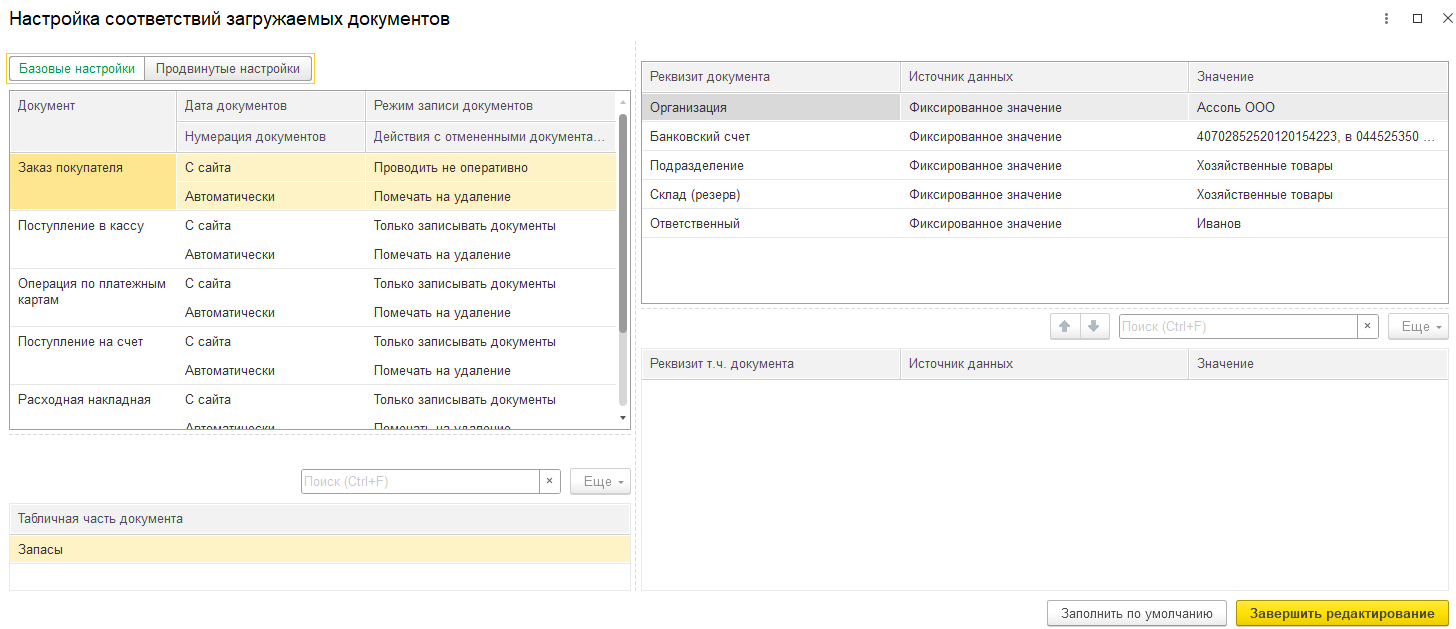 Настройка соответствий загружаемых документов
Базовые настройки Продвинутые настройки
Документ Дата документов Режим записи документов
Нумерация документов Действия с отмененными документа...
Заказ покупателя С сайта Проводить не оперативно
Автоматически Помечать на удаление
Поступление в кассу С сайта Только записывать документы
Автоматически Помечать на удаление
Операция по платежным С сайта Только записывать документы
картам
Автоматически Помечать на удаление
Поступление на счет С сайта Только записывать документы
Автоматически Помечать на удаление
Расходная накладная С сайта Только записывать документы
Автоматически Помечать на удаление
Поиск (Ctrl+F) × Еще
Табличная часть документа
Запасы
Реквизит документа Источник данных Значение
Организация Фиксированное значение Ассоль ООО
Банковский счет Фиксированное значение 40702852520120154223, в 044525350 ...
Подразделение Фиксированное значение Хозяйственные товары
Склад (резерв) Фиксированное значение Хозяйственные товары
Ответственный Фиксированное значение Иванов
Поиск (Ctrl+F) × Еще
Реквизит т.ч. документа Источник данных Значение
Заполнить по умолчанию Завершить редактирование